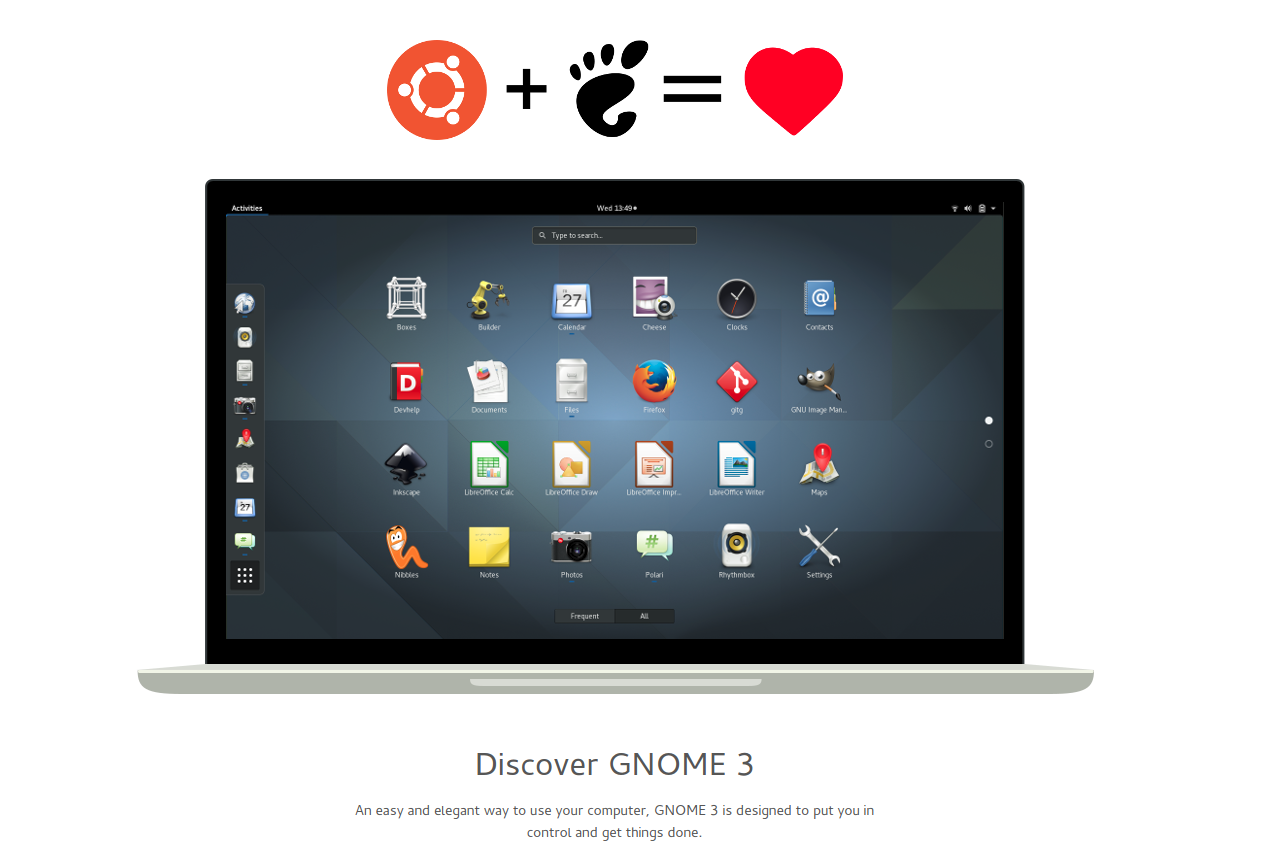 + =
Activities
Wed 13:49
Type to search...
Boxes
Builder
Calendar
Cheese
Clocks
Contacts
Devhelp
Documents
Files
Firefox
gitg
GNU Image Man...
Inkscape
LibreOffice Calc
LibreOffice Draw
LibreOffice Impr...
LibreOffice Writer
Maps
Nibbles
Notes
Photos
Polari
Rhythmbox
Settings
27
@
D
#
27
#
Frequent
All
Discover GNOME 3
An easy and elegant way to use your computer, GNOME 3 is designed to put you in
control and get things done.